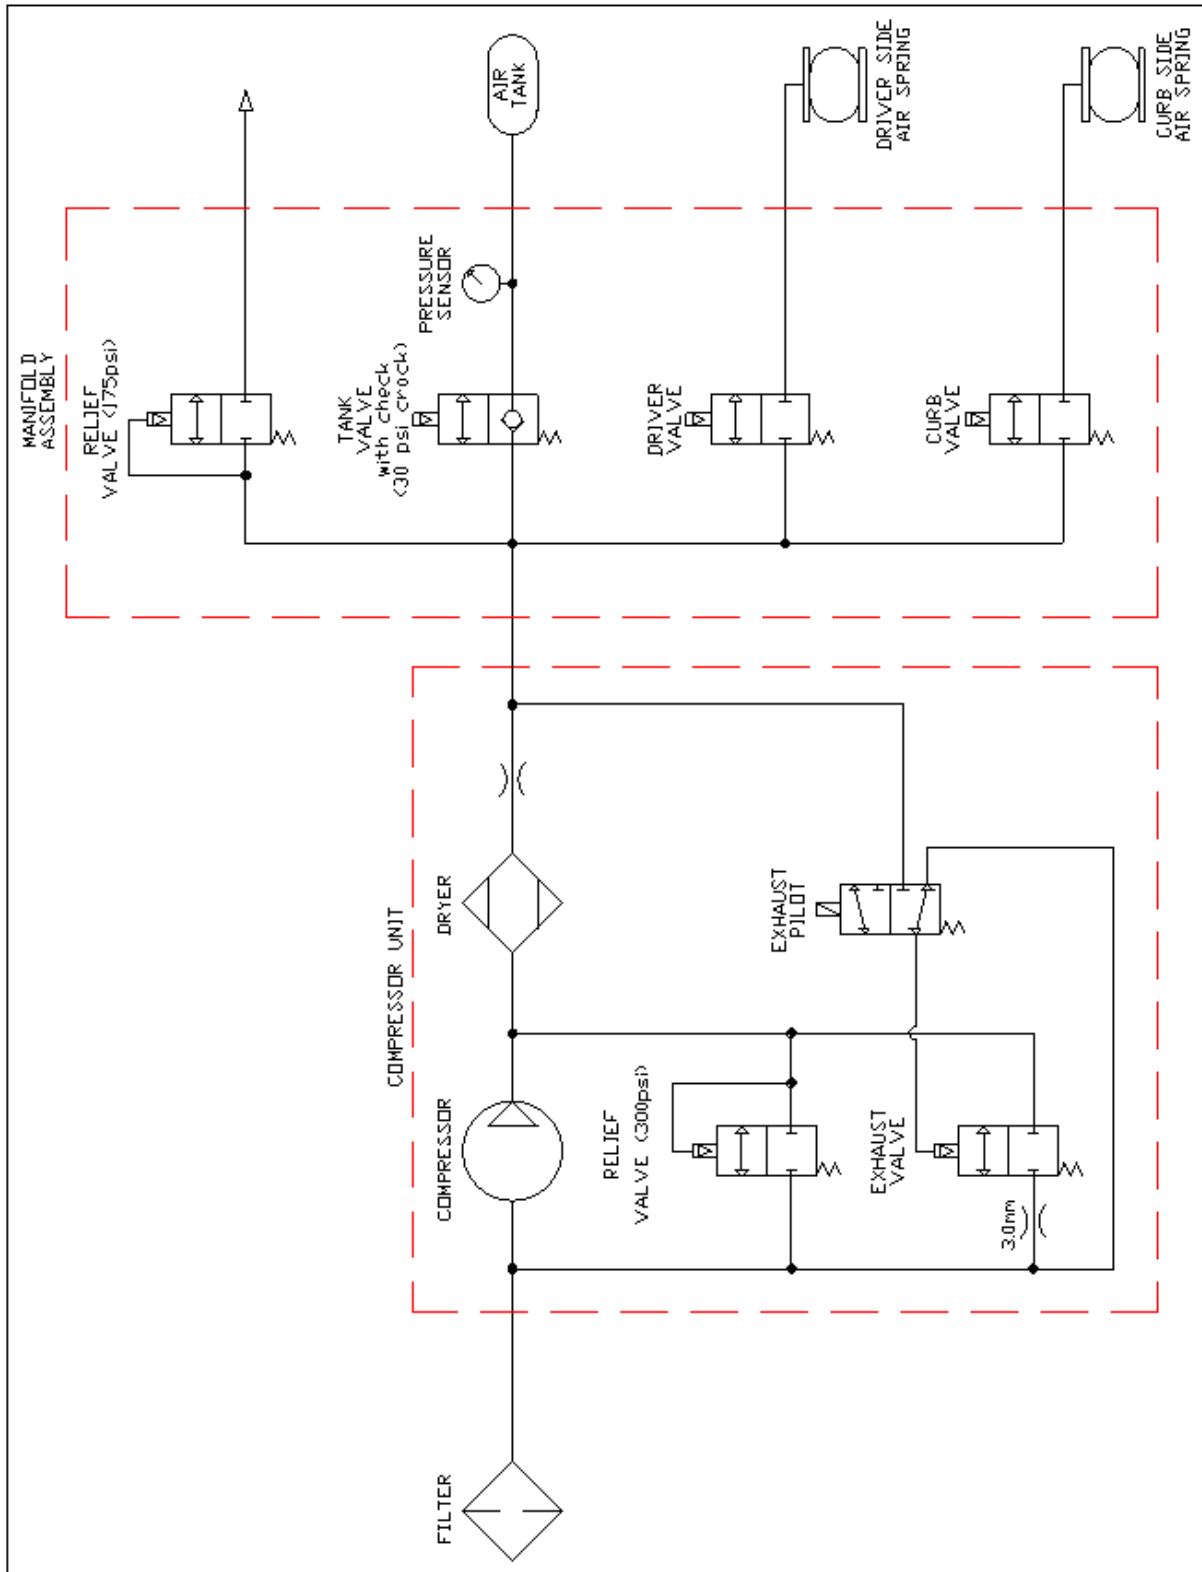 MANIFOLD
ASSEMBLY
RELIEF
VALVE (175psi)
TANK
VALVE
with check
(30 psi crack)
PRESSURE
SENSOR
AIR
TANK
DRIVER
VALVE
DRIVER SIDE
AIR SPRING
CURB
VALVE
CURB SIDE
AIR SPRING
COMPRESSOR UNIT
FILTER
COMPRESSOR
DRYER
RELIEF
VALVE (300psi)
EXHAUST
PILOT
EXHAUST
VALVE
3.0mm